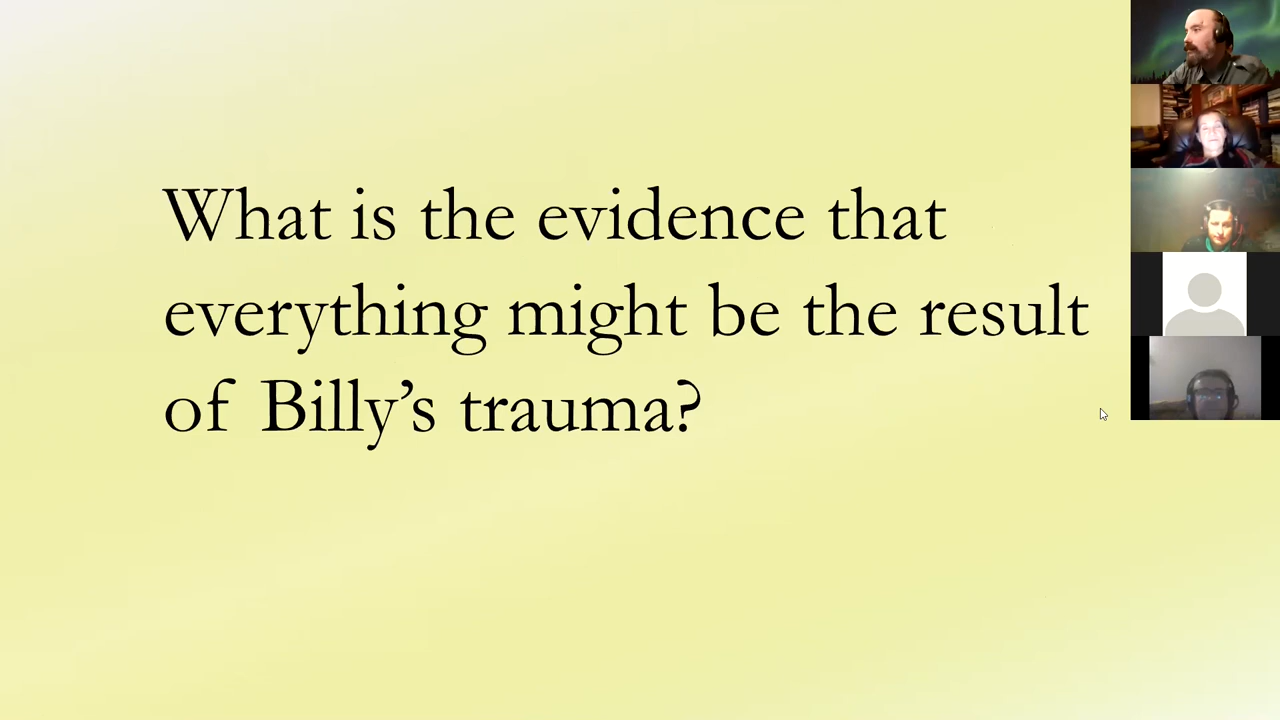 What is the evidence that
everything might be the result
of Billy’s trauma?